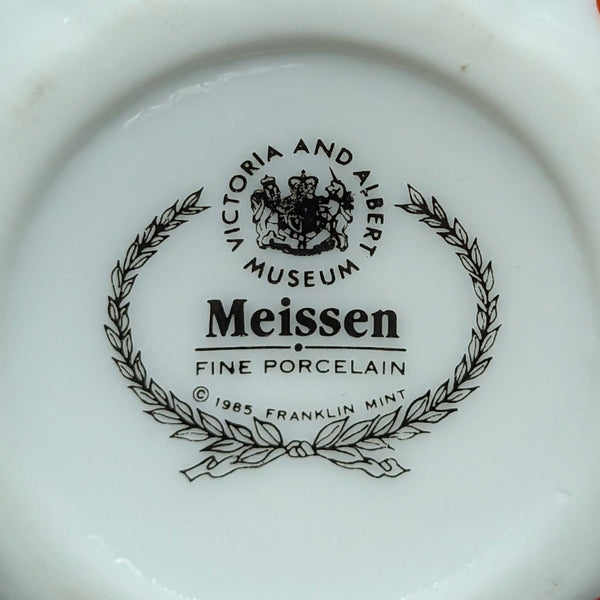 VICTORIA AND ALBERT
MUSEUM
Meissen
FINE PORCELAIN
© 1985 FRANKLIN MINT